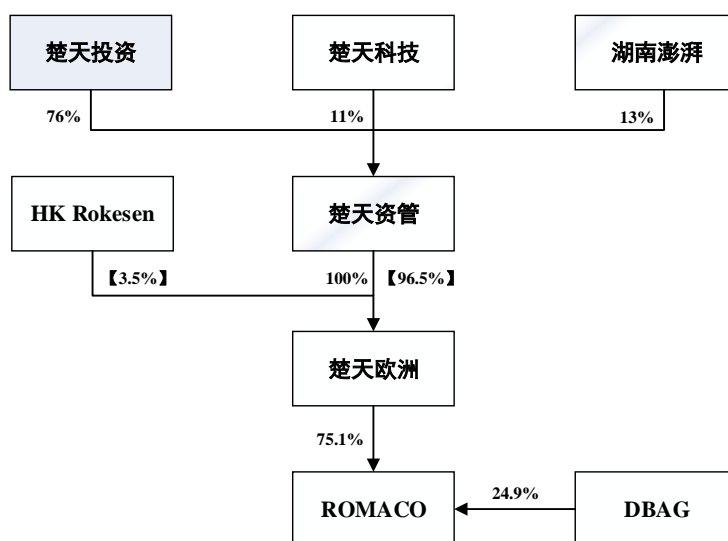 楚天投资
楚天科技
湖南澎湃
76%
11%
13%
HK Rokesen
楚天资管
【3.5%】
100%
【96.5%】
楚天欧洲
75.1%
ROMACO
24.9%
DBAG